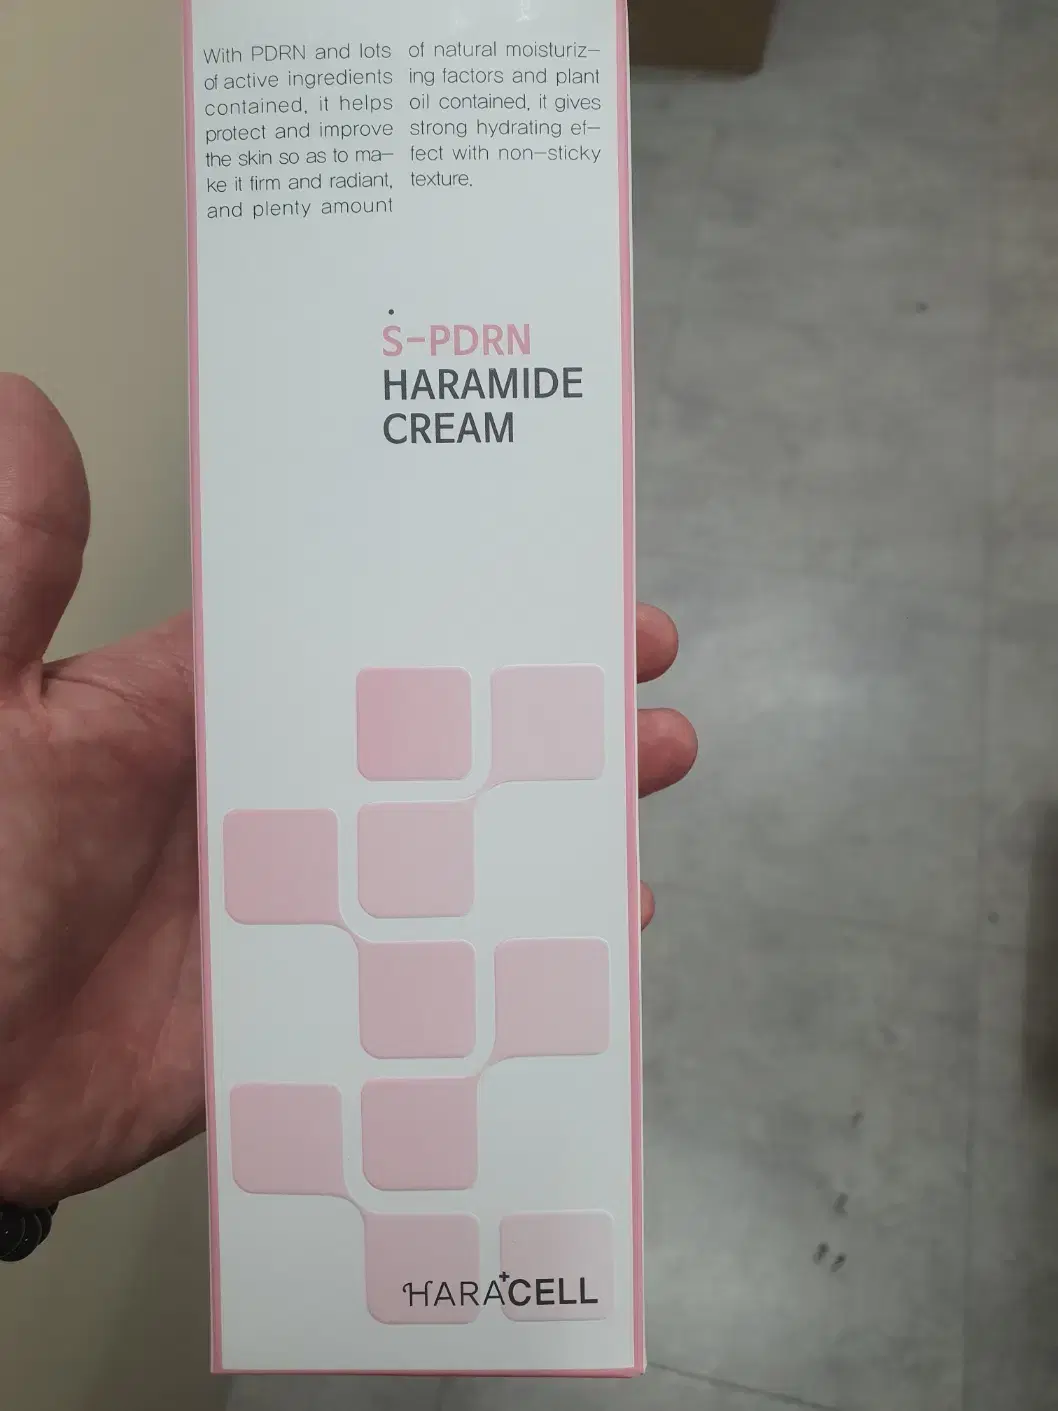 With PDRN and lots
of active ingredients
contained, it helps
protect and improve
the skin so as to ma-
ke it firm and radiant,
and plenty amount
of natural moisturiz-
ing factors and plant
oil contained, it gives
strong hydrating ef-
fect with non-sticky
texture.
S-PDRN
HARAMIDE
CREAM
HARA+CELL